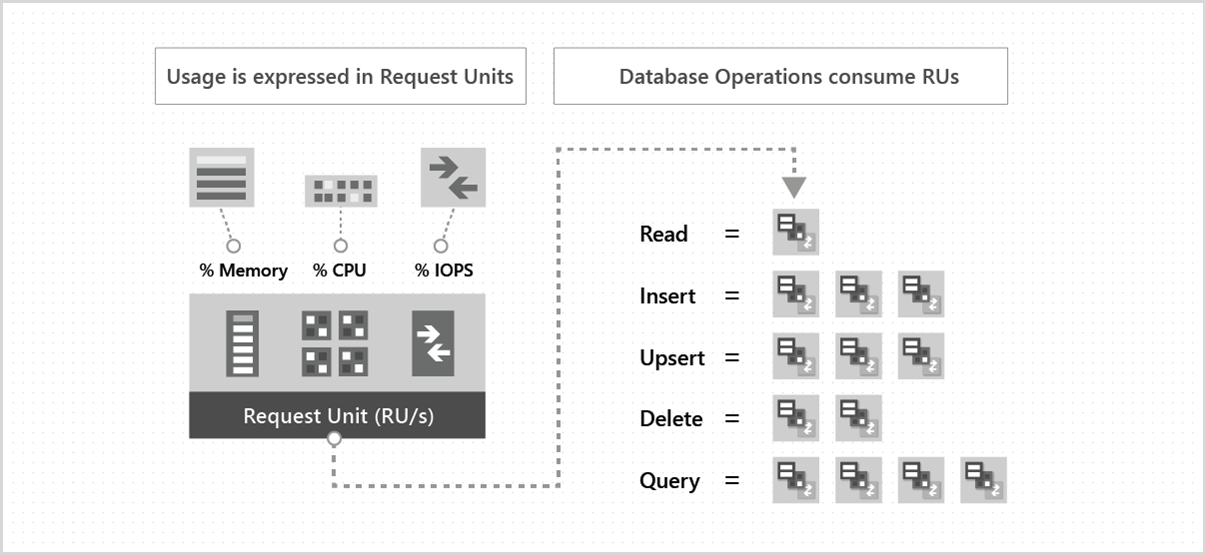 Usage is expressed in Request Units
Database Operations consume RUs
% Memory
% CPU
% IOPS
Request Unit (RU/s)
Read =
Insert =
Upsert =
Delete =
Query =